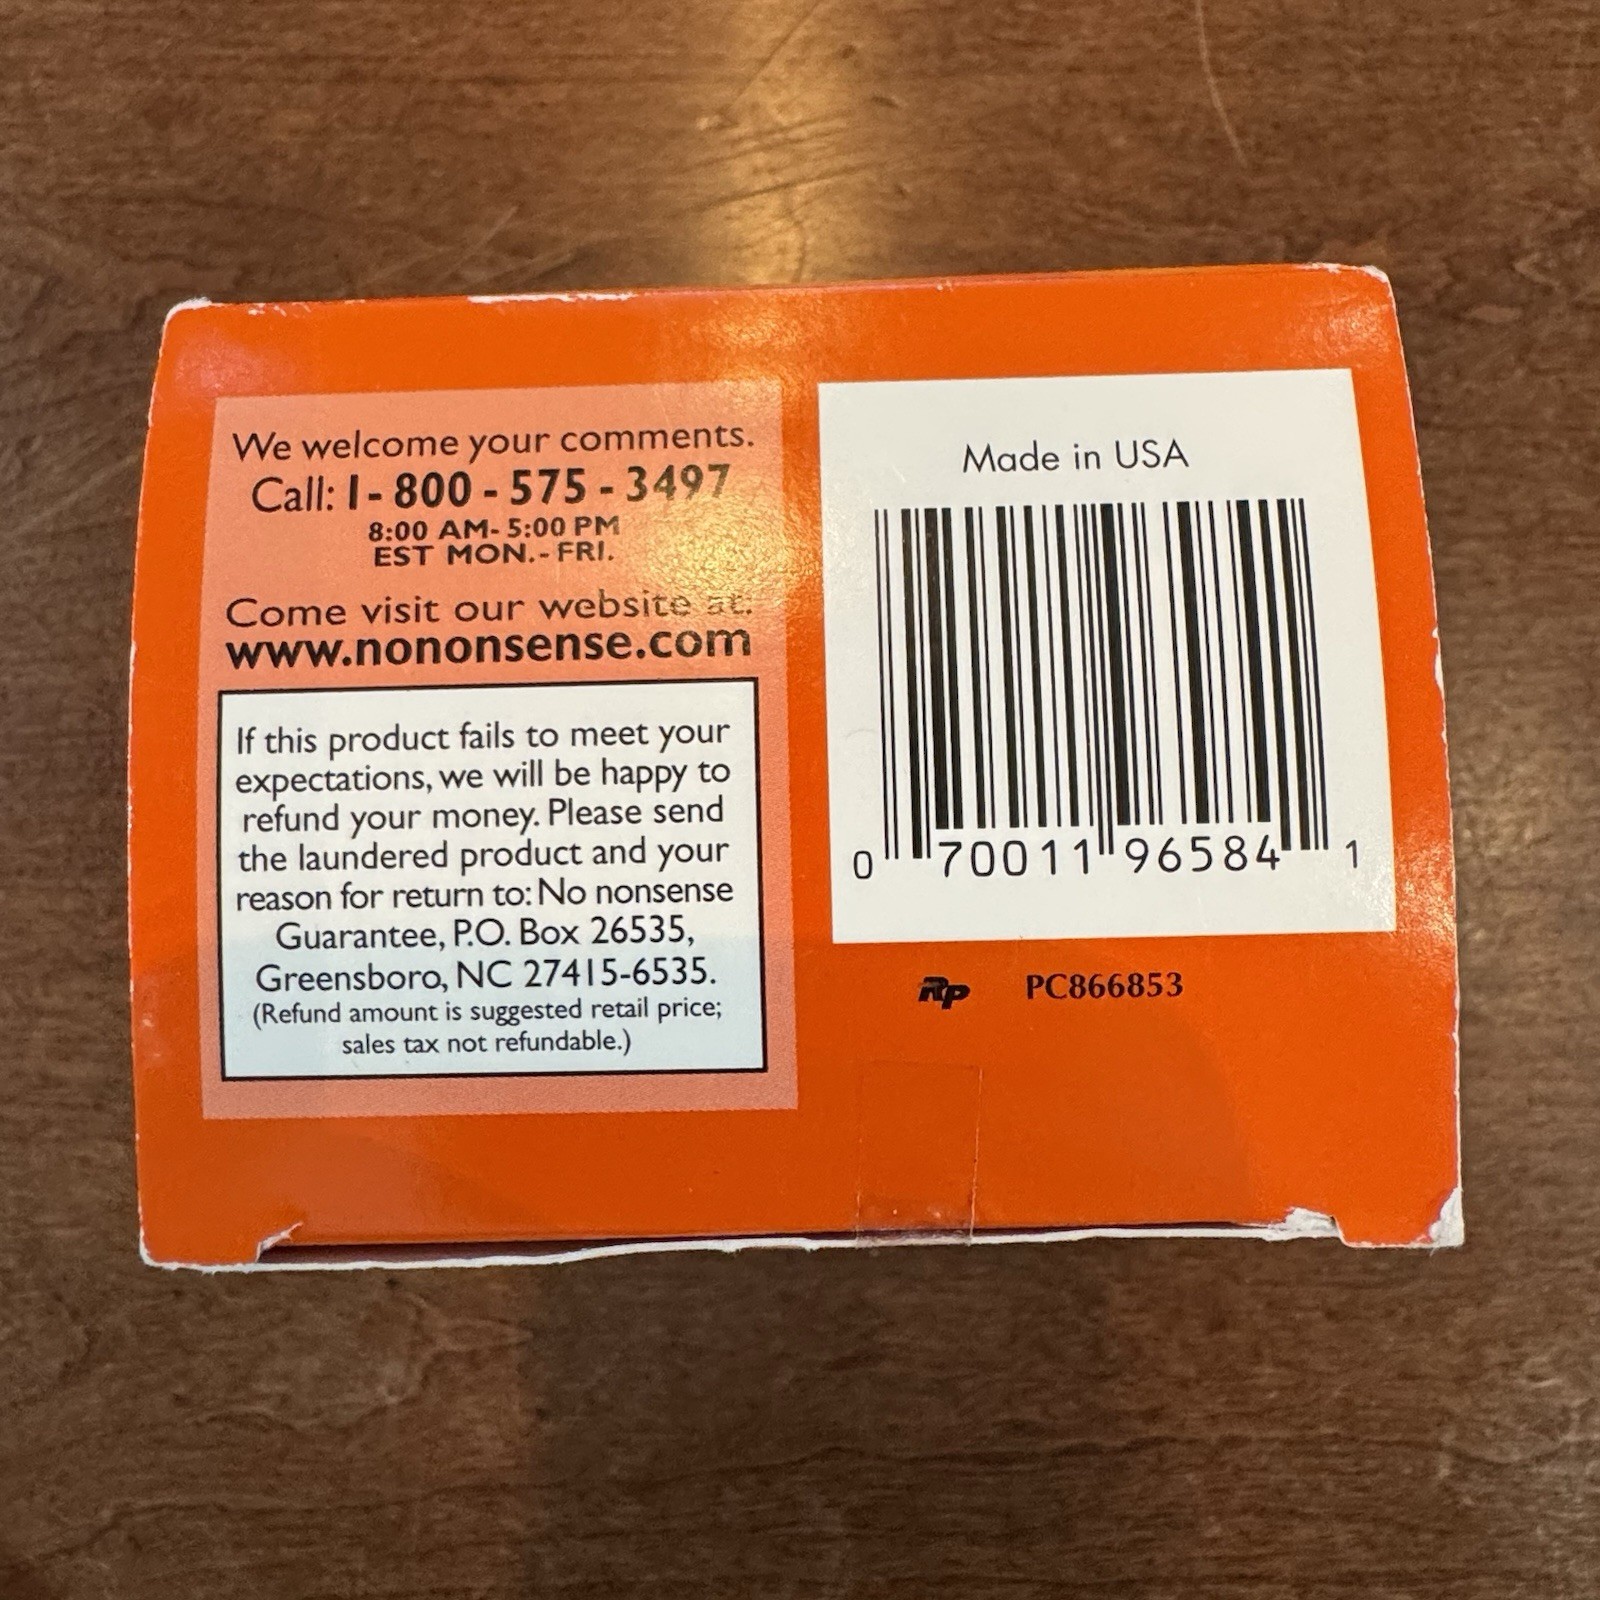 We welcome your comments.
Call: 1-800-575-3497
8:00 AM-5:00 PM
EST MON.-FRI.
Come visit our website at:
www.nononsense.com
If this product fails to meet your
expectations, we will be happy to
refund your money. Please send
the laundered product and your
reason for return to: No nonsense
Guarantee, P.O. Box 26535,
Greensboro, NC 27415-6535.
(Refund amount is suggested retail price;
sales tax not refundable.)
Made in USA
0 70011 96584 1
RP PC866853